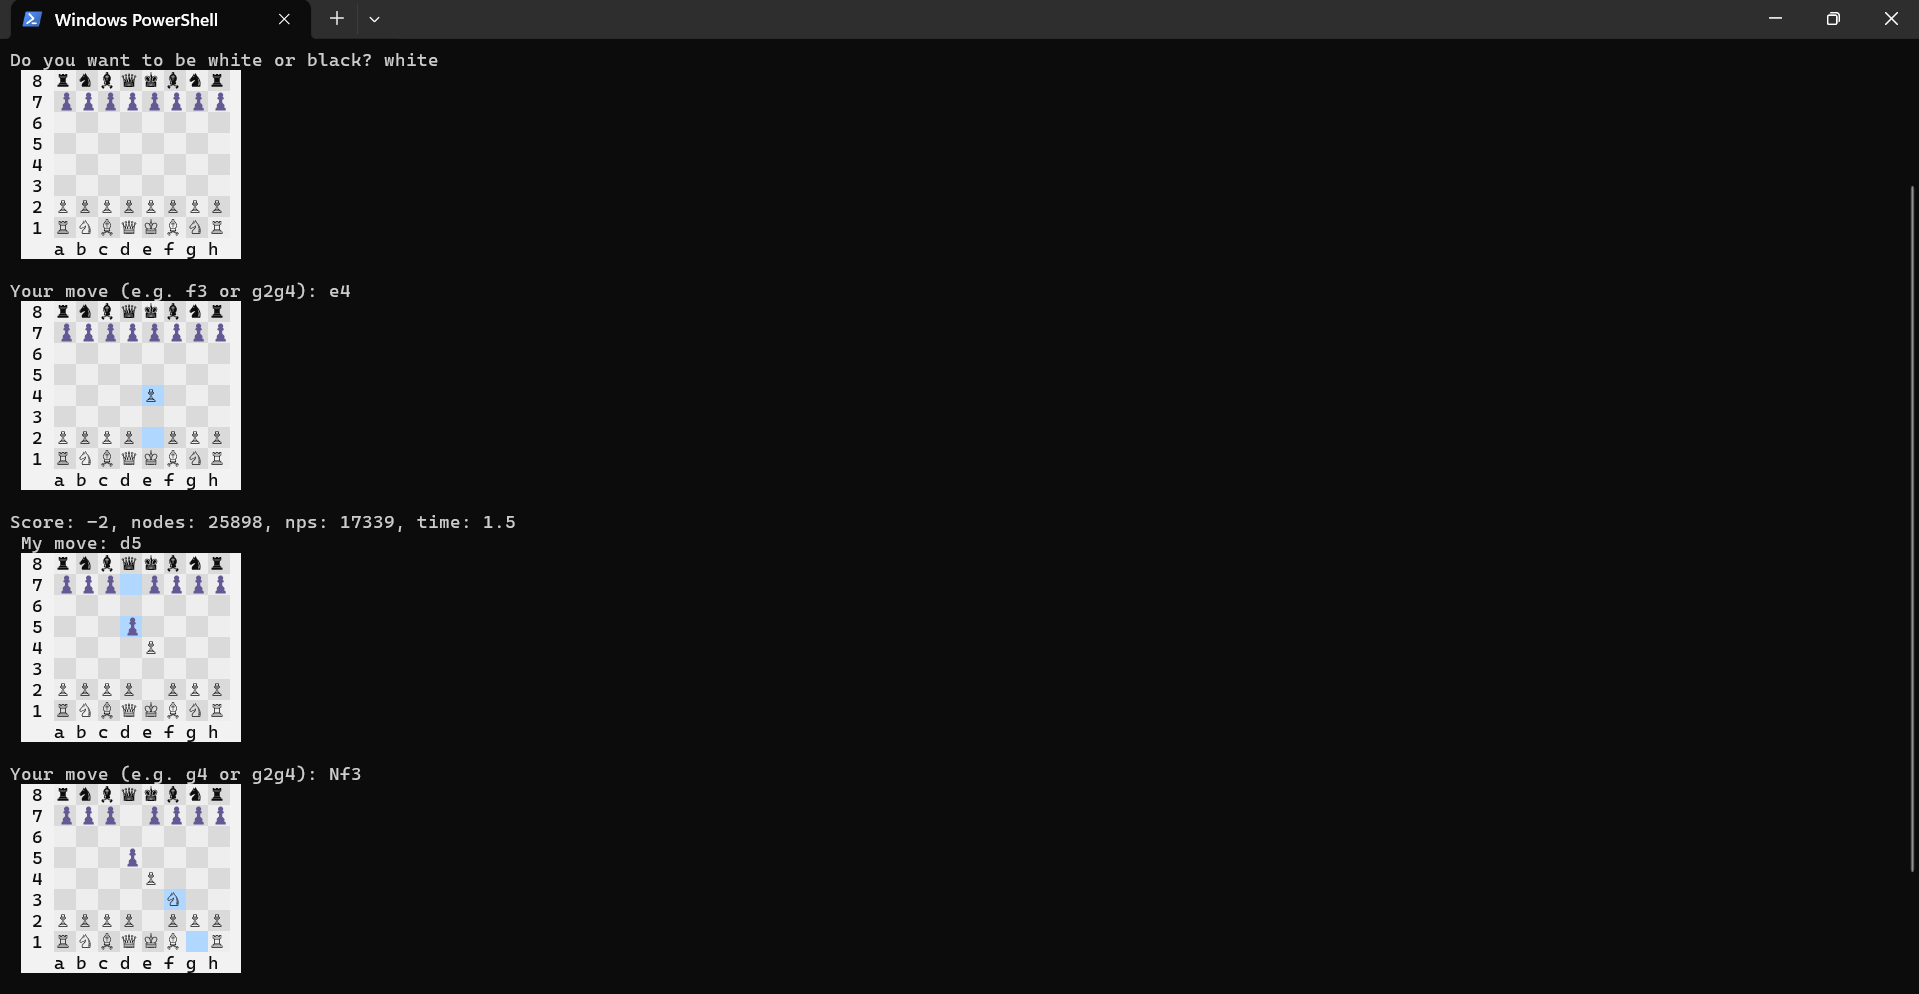 Windows PowerShell
Do you want to be white or black? white
8 ♜ ♞ ♝ ♛ ♚ ♝ ♞ ♜
7 ♟ ♟ ♟ ♟ ♟ ♟ ♟ ♟
6
5
4
3
2 ♙ ♙ ♙ ♙ ♙ ♙ ♙ ♙
1 ♖ ♘ ♗ ♕ ♔ ♗ ♘ ♖
a b c d e f g h
Your move (e.g. f3 or g2g4): e4
8 ♜ ♞ ♝ ♛ ♚ ♝ ♞ ♜
7 ♟ ♟ ♟ ♟ ♟ ♟ ♟ ♟
6
5
4 ♙
3
2 ♙ ♙ ♙ ♙ ♙ ♙ ♙
1 ♖ ♘ ♗ ♕ ♔ ♗ ♘ ♖
a b c d e f g h
Score: -2, nodes: 25898, nps: 17339, time: 1.5
My move: d5
8 ♜ ♞ ♝ ♛ ♚ ♝ ♞ ♜
7 ♟ ♟ ♟ ♟ ♟ ♟ ♟
6
5 ♟
4 ♙
3
2 ♙ ♙ ♙ ♙ ♙ ♙ ♙
1 ♖ ♘ ♗ ♕ ♔ ♗ ♘ ♖
a b c d e f g h
Your move (e.g. g4 or g2g4): Nf3
8 ♜ ♞ ♝ ♛ ♚ ♝ ♞ ♜
7 ♟ ♟ ♟ ♟ ♟ ♟ ♟
6
5 ♟
4 ♙
3 ♘
2 ♙ ♙ ♙ ♙ ♙ ♙ ♙
1 ♖ ♘ ♗ ♕ ♔ ♗ ♖
a b c d e f g h